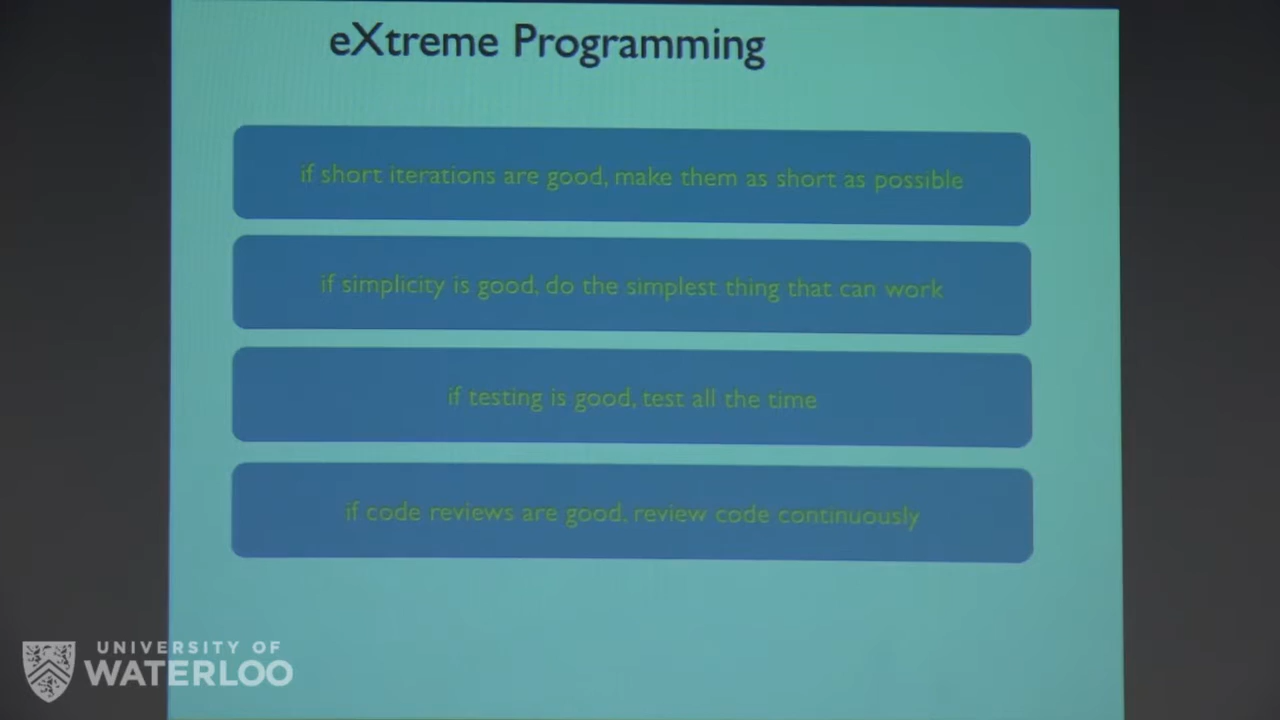 eXtreme Programming
if short iterations are good, make them as short as possible
if simplicity is good, do the simplest thing that can work
if testing is good, test all the time
if code reviews are good, review code continuously
UNIVERSITY OF
WATERLOO